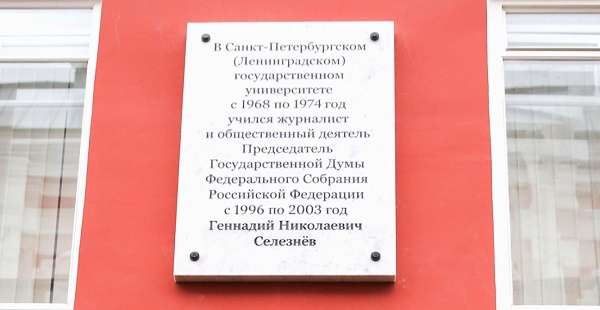 В Санкт-Петербургском
(Ленинградском)
государственном
университете
с 1968 по 1974 год
учился журналист
и общественный деятель
Председатель
Государственной Думы
Федерального Собрания
Российской Федерации
с 1996 по 2003 год
Геннадий Николаевич
Селезнёв